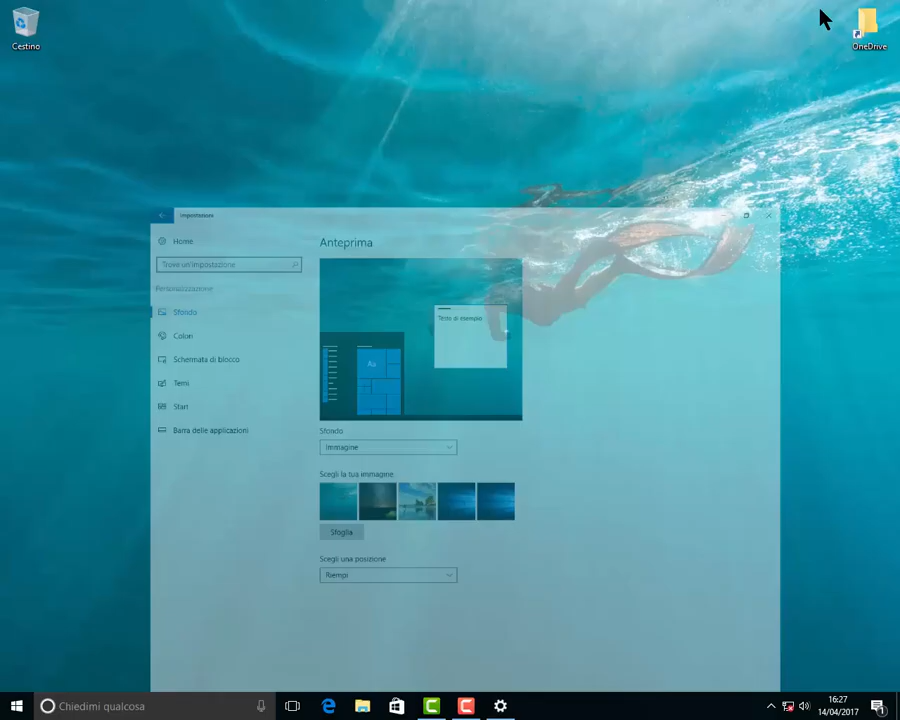 Cestino
OneDrive
Impostazioni
Home
Anteprima
Trova un'impostazione
Personalizzazione
Sfondo
Colori
Schermata di blocco
Temi
Start
Barra delle applicazioni
Testo di esempio
Aa
Sfondo
Immagine
Scegli la tua immagine
Sfoglia
Scegli una posizione
Riempi
Chiedimi qualcosa
16:27
14/04/2017
1